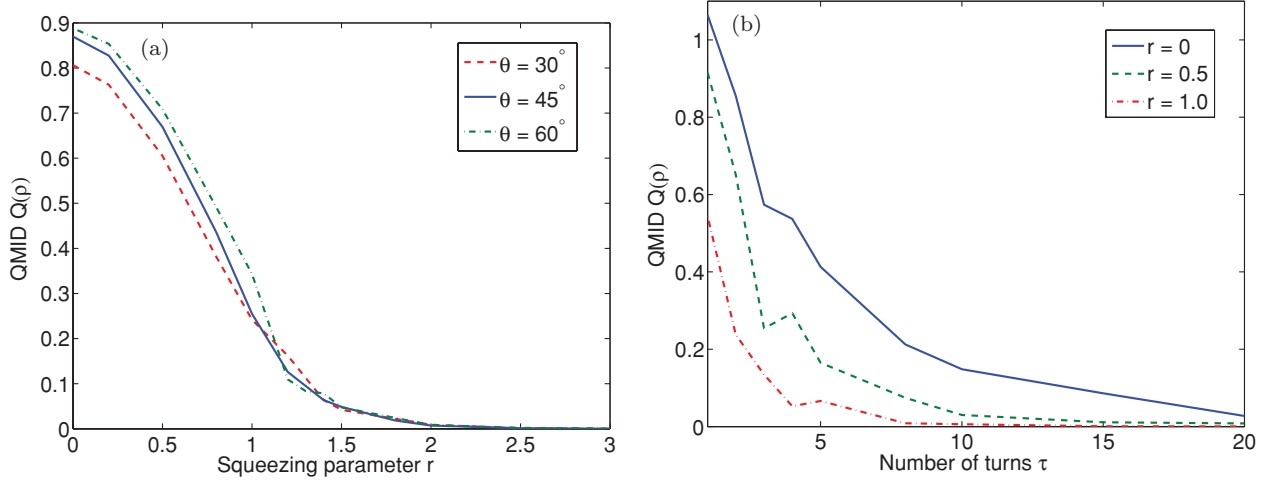 (a)
θ = 30°
θ = 45°
θ = 60°
QMID Q(ρ)
0.9
0.8
0.7
0.6
0.5
0.4
0.3
0.2
0.1
0
0 0.5 1 1.5 2 2.5 3
Squeezing parameter r
(b)
r = 0
r = 0.5
r = 1.0
QMID Q(ρ)
1
0.8
0.6
0.4
0.2
0
5 10 15 20
Number of turns τ